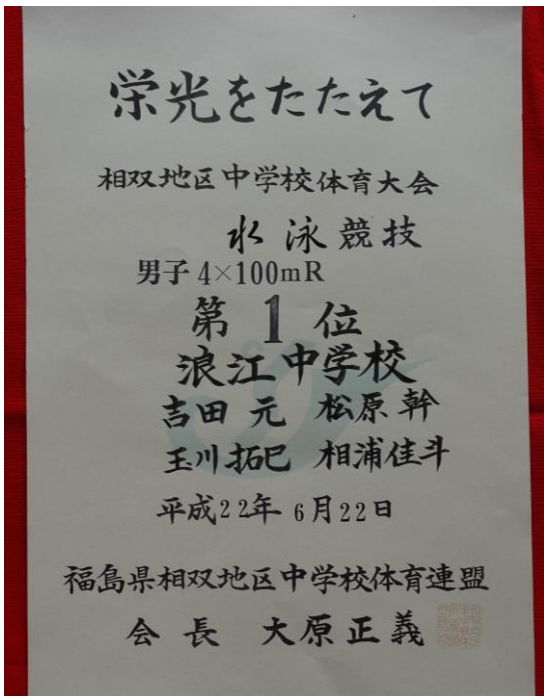 栄光をたたえて
相双地区中学校体育大会
水泳競技
男子4×100mR
第1位
浪江中学校
吉田元 松原幹
玉川拓巳 相浦佳斗
平成22年6月22日
福島県相双地区中学校体育連盟
会長 大原正義